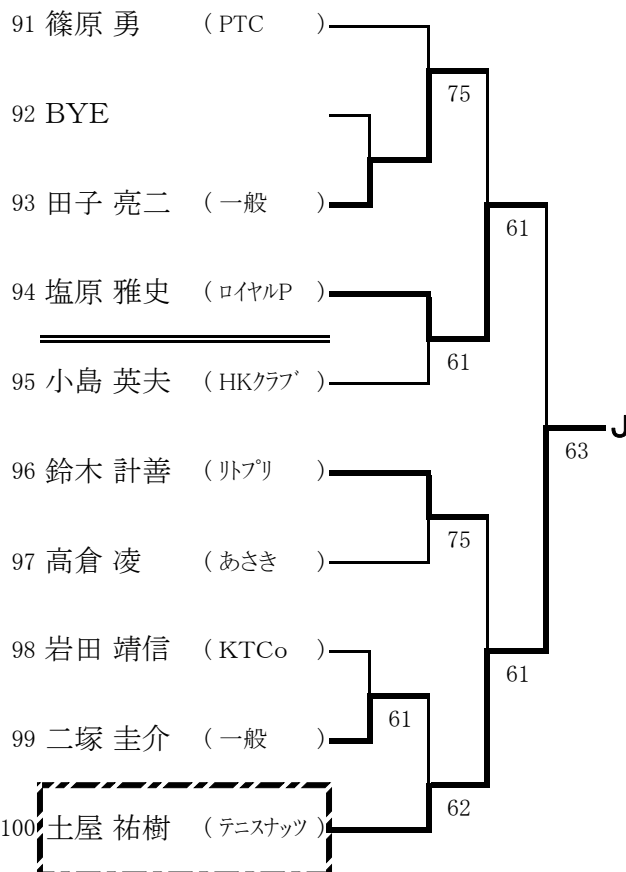 91 篠原 勇 ( PTC )
75
92 BYE
93 田子 亮二 ( 一般 )
61
94 塩原 雅史 ( ロイヤルP )
61
95 小島 英夫 ( HKクラブ )
J
63
96 鈴木 計善 ( リトプリ )
75
97 高倉 凌 ( あさき )
98 岩田 靖信 ( KTCo )
61
61
99 二塚 圭介 ( 一般 )
62
100 土屋 祐樹 ( テニスナッツ )